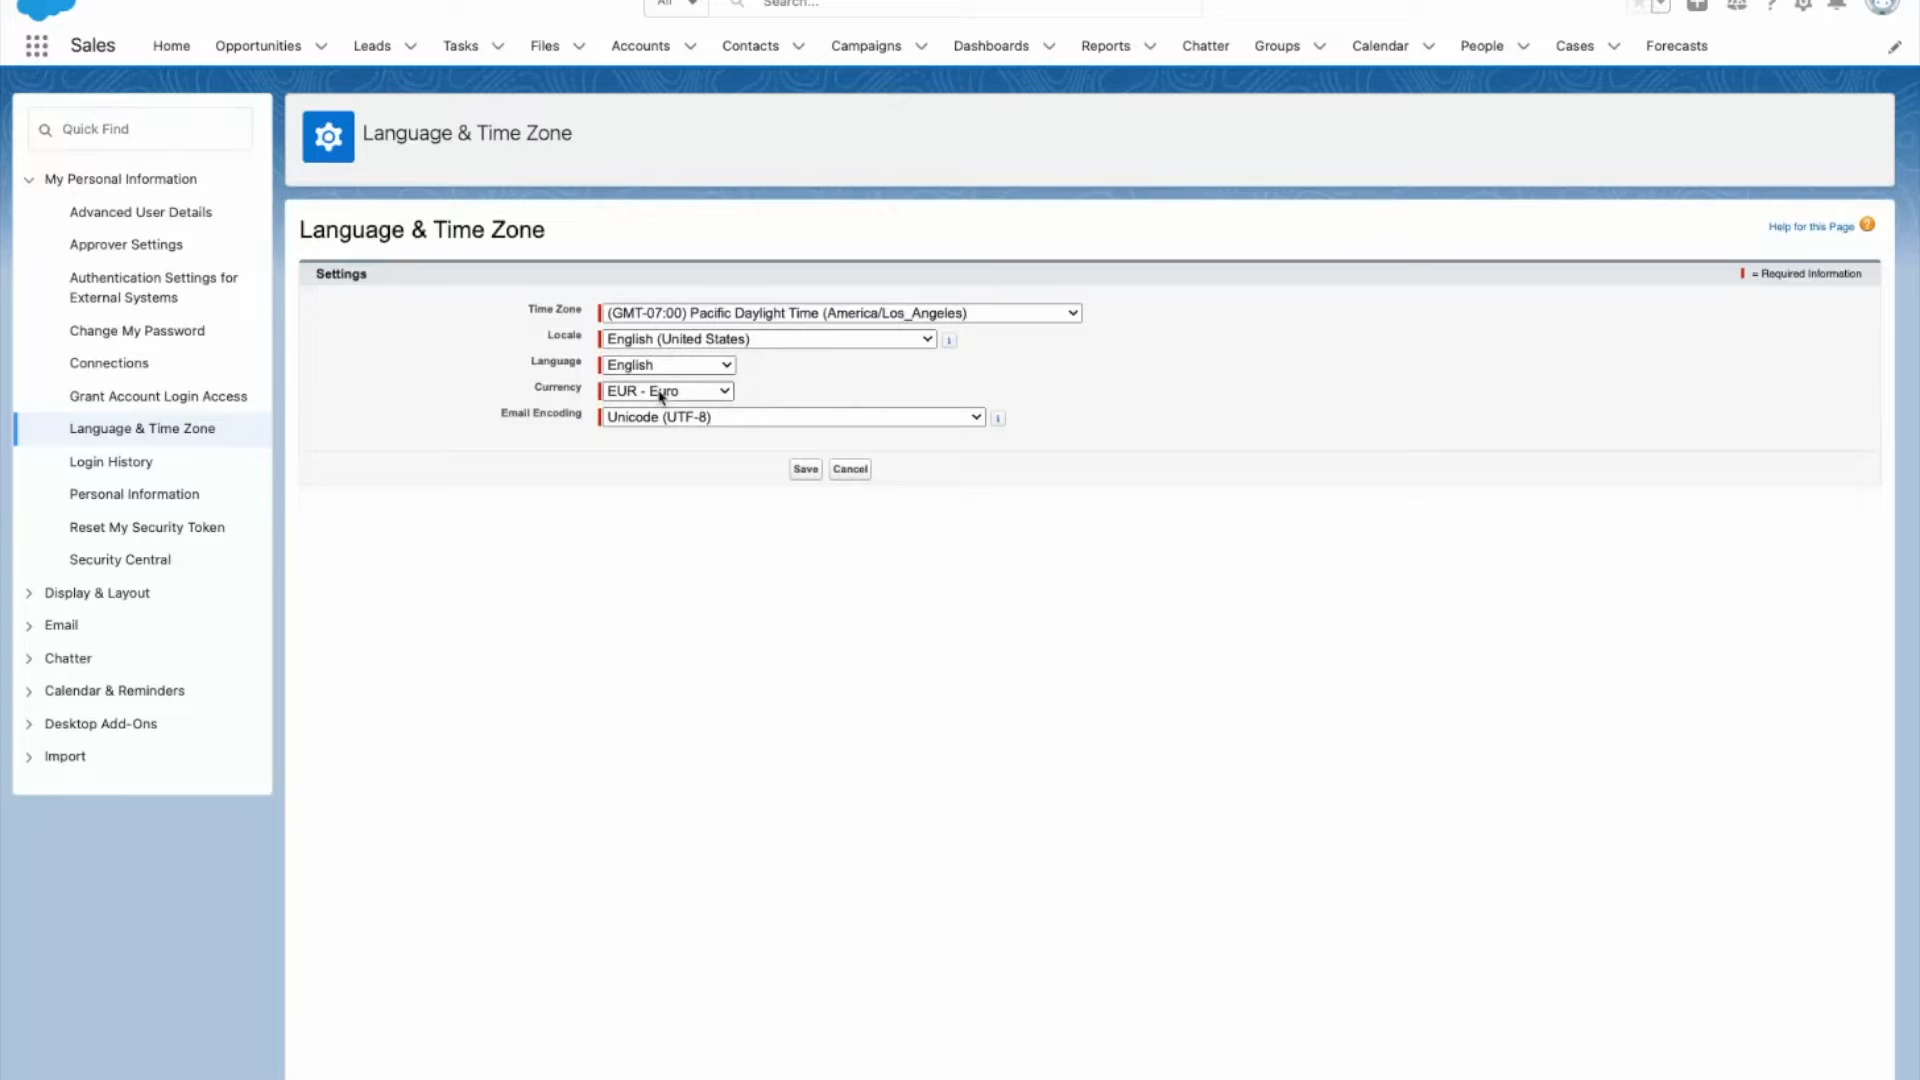 All
Search...
Sales
Home
Opportunities
Leads
Tasks
Files
Accounts
Contacts
Campaigns
Dashboards
Reports
Chatter
Groups
Calendar
People
Cases
Forecasts
Quick Find
My Personal Information
Advanced User Details
Approver Settings
Authentication Settings for
External Systems
Change My Password
Connections
Grant Account Login Access
Language & Time Zone
Login History
Personal Information
Reset My Security Token
Security Central
Display & Layout
Email
Chatter
Calendar & Reminders
Desktop Add-Ons
Import
Language & Time Zone
Language & Time Zone
Help for this Page
Settings
= Required Information
Time Zone
(GMT-07:00) Pacific Daylight Time (America/Los_Angeles)
Locale
English (United States)
Language
English
Currency
EUR - Euro
Email Encoding
Unicode (UTF-8)
Save
Cancel